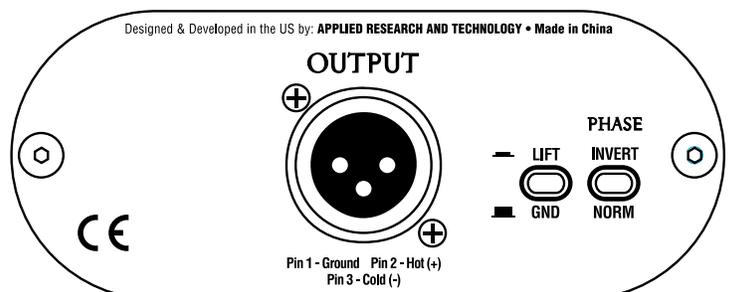 Designed & Developed in the US by: APPLIED RESEARCH AND TECHNOLOGY • Made in China
OUTPUT
PHASE
LIFT INVERT
GND NORM
CE
Pin 1 - Ground Pin 2 - Hot (+)
Pin 3 - Cold (-)